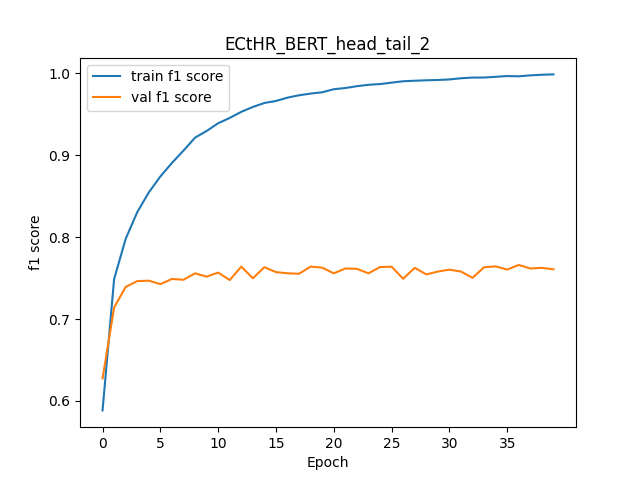 ECtHR_BERT_head_tail_2
train f1 score
val f1 score
1.0
0.9
0.8
0.7
0.6
f1 score
0 5 10 15 20 25 30 35
Epoch